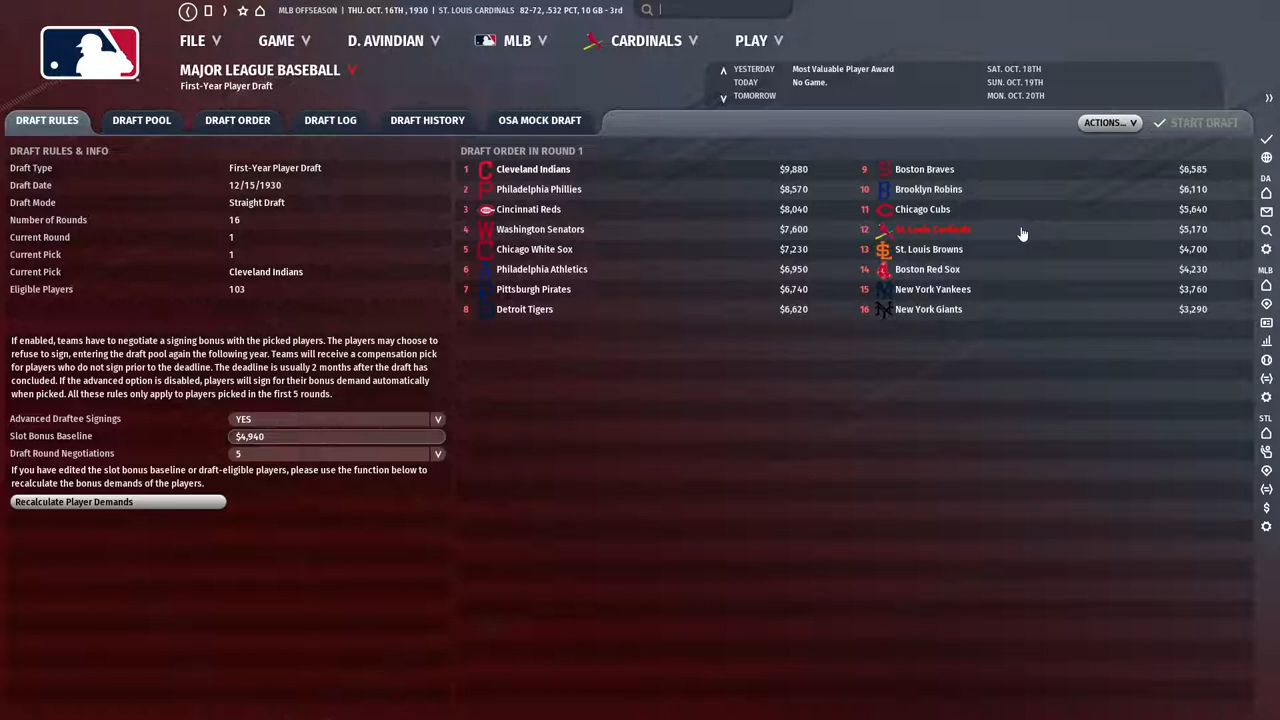 MLB OFFSEASON | THU. OCT. 16TH , 1930 | ST. LOUIS CARDINALS 82-72, .532 PCT, 10 GB - 3rd
FILE GAME D. AVINDIAN MLB CARDINALS PLAY
MAJOR LEAGUE BASEBALL
First-Year Player Draft
YESTERDAY Most Valuable Player Award SAT. OCT. 18TH
TODAY No Game. SUN. OCT. 19TH
TOMORROW MON. OCT. 20TH
DRAFT RULES DRAFT POOL DRAFT ORDER DRAFT LOG DRAFT HISTORY OSA MOCK DRAFT ACTIONS... START DRAFT
DRAFT RULES & INFO
Draft Type First-Year Player Draft
Draft Date 12/15/1930
Draft Mode Straight Draft
Number of Rounds 16
Current Round 1
Current Pick 1
Current Pick Cleveland Indians
Eligible Players 103
If enabled, teams have to negotiate a signing bonus with the picked players. The players may choose to
refuse to sign, entering the draft pool again the following year. Teams will receive a compensation pick
for players who do not sign prior to the deadline. The deadline is usually 2 months after the draft has
concluded. If the advanced option is disabled, players will sign for their bonus demand automatically
when picked. All these rules only apply to players picked in the first 5 rounds.
Advanced Draftee Signings YES
Slot Bonus Baseline $4,940
Draft Round Negotiations 5
If you have edited the slot bonus baseline or draft-eligible players, please use the function below to
recalculate the bonus demands of the players.
Recalculate Player Demands
DRAFT ORDER IN ROUND 1
1 Cleveland Indians $9,880
2 Philadelphia Phillies $8,570
3 Cincinnati Reds $8,040
4 Washington Senators $7,600
5 Chicago White Sox $7,230
6 Philadelphia Athletics $6,950
7 Pittsburgh Pirates $6,740
8 Detroit Tigers $6,620
9 Boston Braves $6,585
10 Brooklyn Robins $6,110
11 Chicago Cubs $5,640
12 St. Louis Cardinals $5,170
13 St. Louis Browns $4,700
14 Boston Red Sox $4,230
15 New York Yankees $3,760
16 New York Giants $3,290
DA
MLB
STL